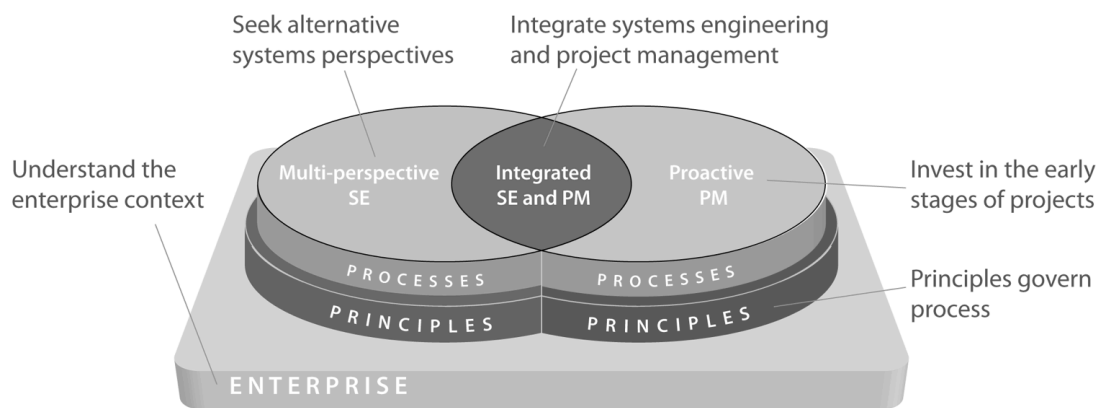 Seek alternative
systems perspectives
Integrate systems engineering
and project management
Understand the
enterprise context
Multi-perspective
SE
Integrated
SE and PM
Proactive
PM
Invest in the early
stages of projects
PROCESSES
PROCESSES
PRINCIPLES
PRINCIPLES
Principles govern
process
ENTERPRISE